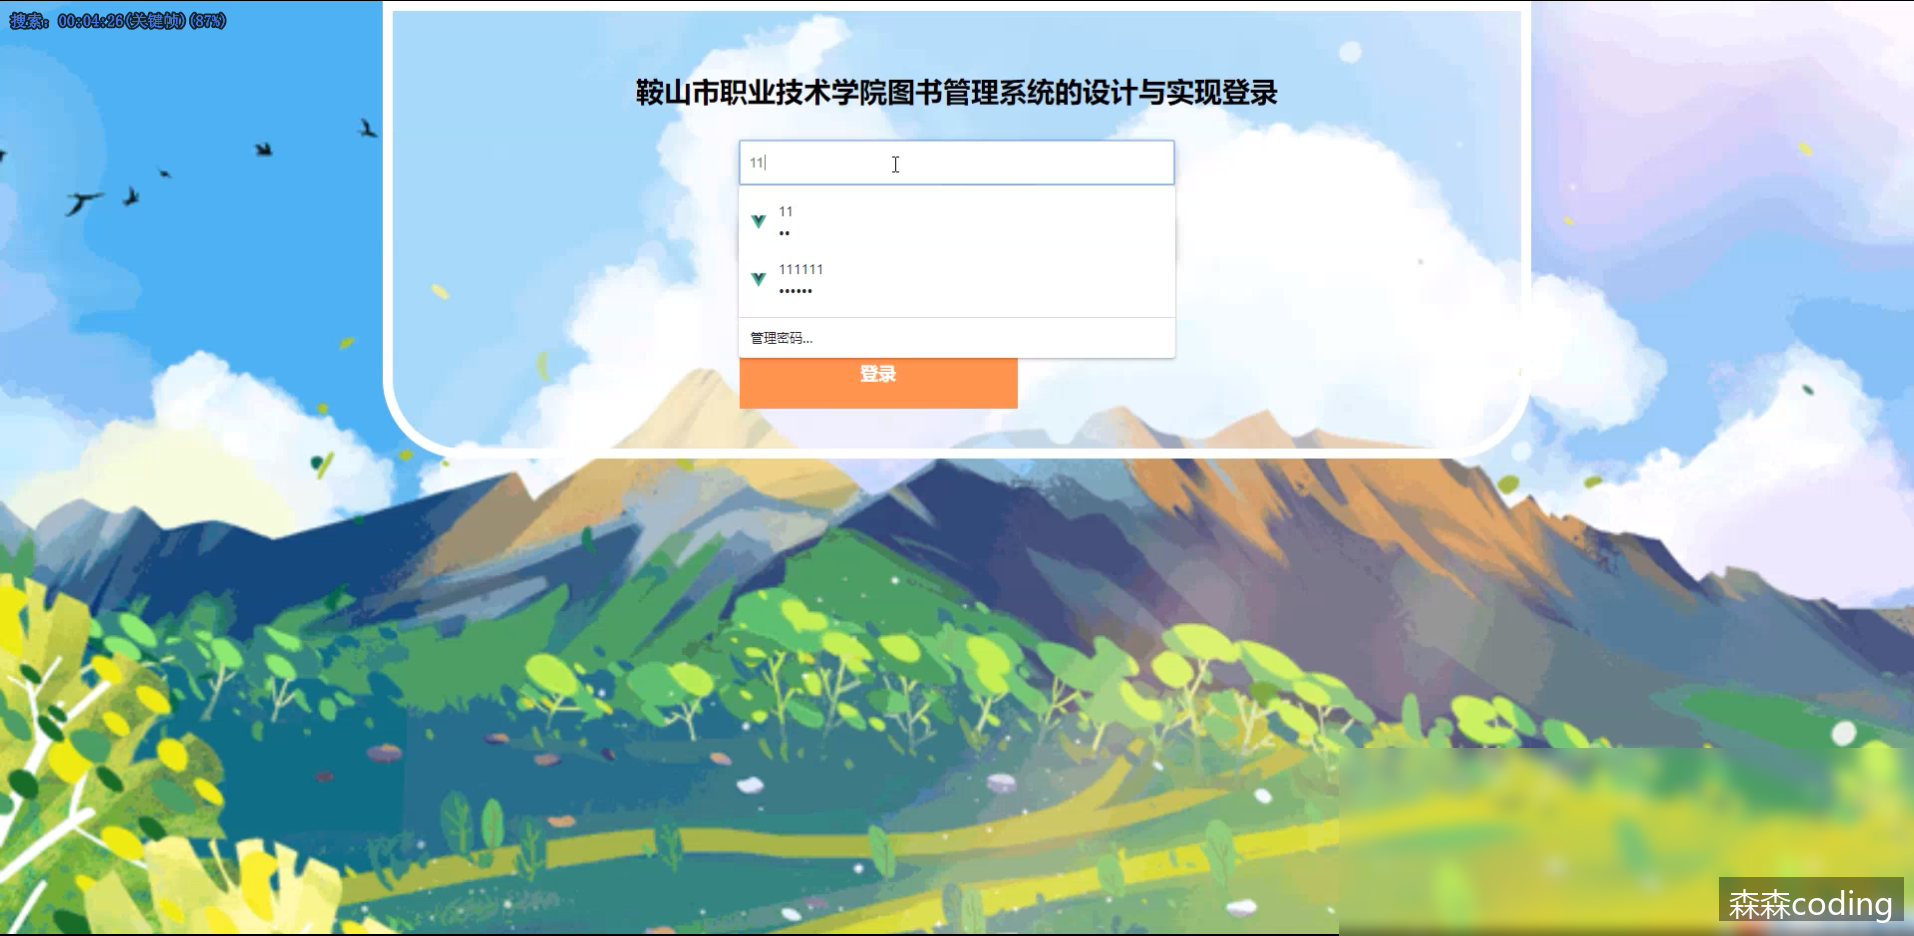 搜索: 00:04:26(关键帧)(87%)
鞍山市职业技术学院图书管理系统的设计与实现登录
11
11
••
111111
••••••
管理密码...
登录
森森coding